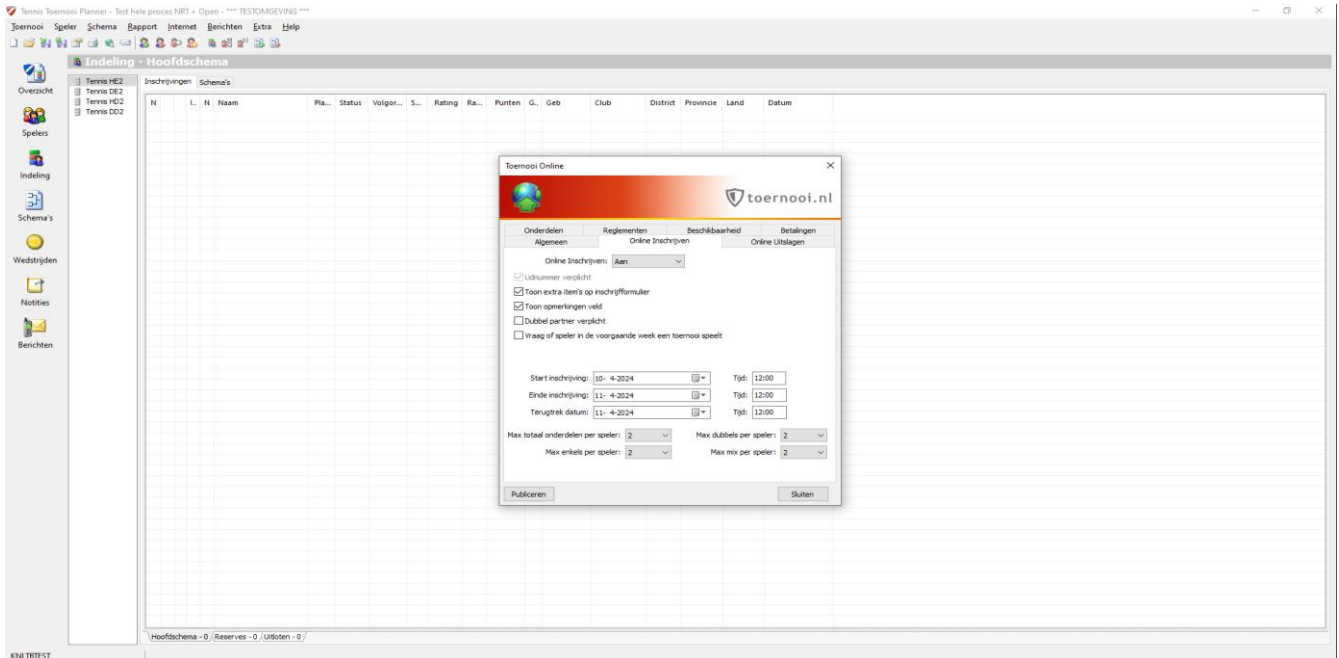 Tennis Toernooi Planner - Test hele proces NRT + Open - *** TESTOMGEVING ***
Toernooi Speler Schema Rapport Internet Berichten Extra Help
Indeling - Hoofdschema
Overzicht
Spelers
Indeling
Schema's
Wedstrijden
Notities
Berichten
Tennis HE2
Tennis DE2
Tennis HD2
Tennis DD2
Inschrijvingen Schema's
N I.. N Naam Pla... Status Volgor... S... Rating Ra... Punten G.. Geb Club District Provincie Land Datum
Toernooi Online
toernooi.nl
Onderdelen Reglementen Beschikbaarheid Betalingen
Algemeen Online Inschrijven Online Uitslagen
Online Inschrijven: Aan
Lidnummer verplicht
Toon extra item's op inschrijfformulier
Toon opmerkingen veld
Dubbel partner verplicht
Vraag of speler in de voorgaande week een toernooi speelt
Start inschrijving: 10- 4-2024 Tijd: 12:00
Einde inschrijving: 11- 4-2024 Tijd: 12:00
Terugtrek datum: 11- 4-2024 Tijd: 12:00
Max totaal onderdelen per speler: 2 Max dubbels per speler: 2
Max enkels per speler: 2 Max mix per speler: 2
Publiceren Sluiten
Hoofdschema - 0 Reserves - 0 Uitloten - 0
KNLTBTEST